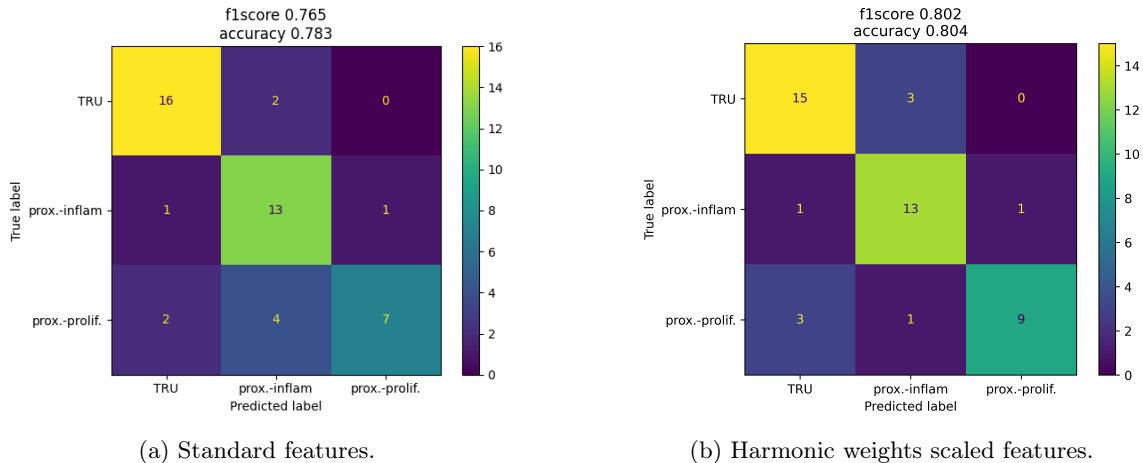 f1score 0.765
accuracy 0.783
16
14
12
10
8
6
4
2
0
TRU
prox.-inflam
prox.-prolif.
True label
16 2 0
1 13 1
2 4 7
TRU prox.-inflam prox.-prolif.
Predicted label
(a) Standard features.
f1score 0.802
accuracy 0.804
14
12
10
8
6
4
2
0
TRU
prox.-inflam
prox.-prolif.
True label
15 3 0
1 13 1
3 1 9
TRU prox.-inflam prox.-prolif.
Predicted label
(b) Harmonic weights scaled features.